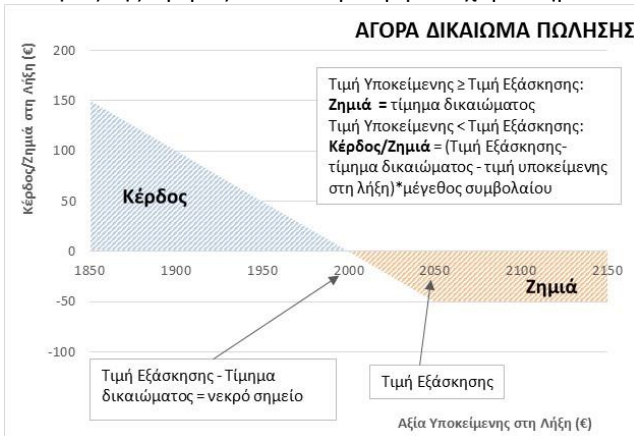 ΑΓΟΡΑ ΔΙΚΑΙΩΜΑ ΠΩΛΗΣΗΣ
Κέρδος/Ζημιά στη Λήξη (€)
200
150
100
50
0
-50
-100
Τιμή Υποκείμενης ≥ Τιμή Εξάσκησης:
Ζημιά = τίμημα δικαιώματος
Τιμή Υποκείμενης < Τιμή Εξάσκησης:
Κέρδος/Ζημιά = (Τιμή Εξάσκησης-
τίμημα δικαιώματος - τιμή υποκείμενης
στη λήξη)*μέγεθος συμβολαίου
Κέρδος
1850 1900 1950 2000 2050 2100 2150
Ζημιά
Τιμή Εξάσκησης - Τίμημα
δικαιώματος = νεκρό σημείο
Τιμή Εξάσκησης
Αξία Υποκείμενης στη Λήξη (€)